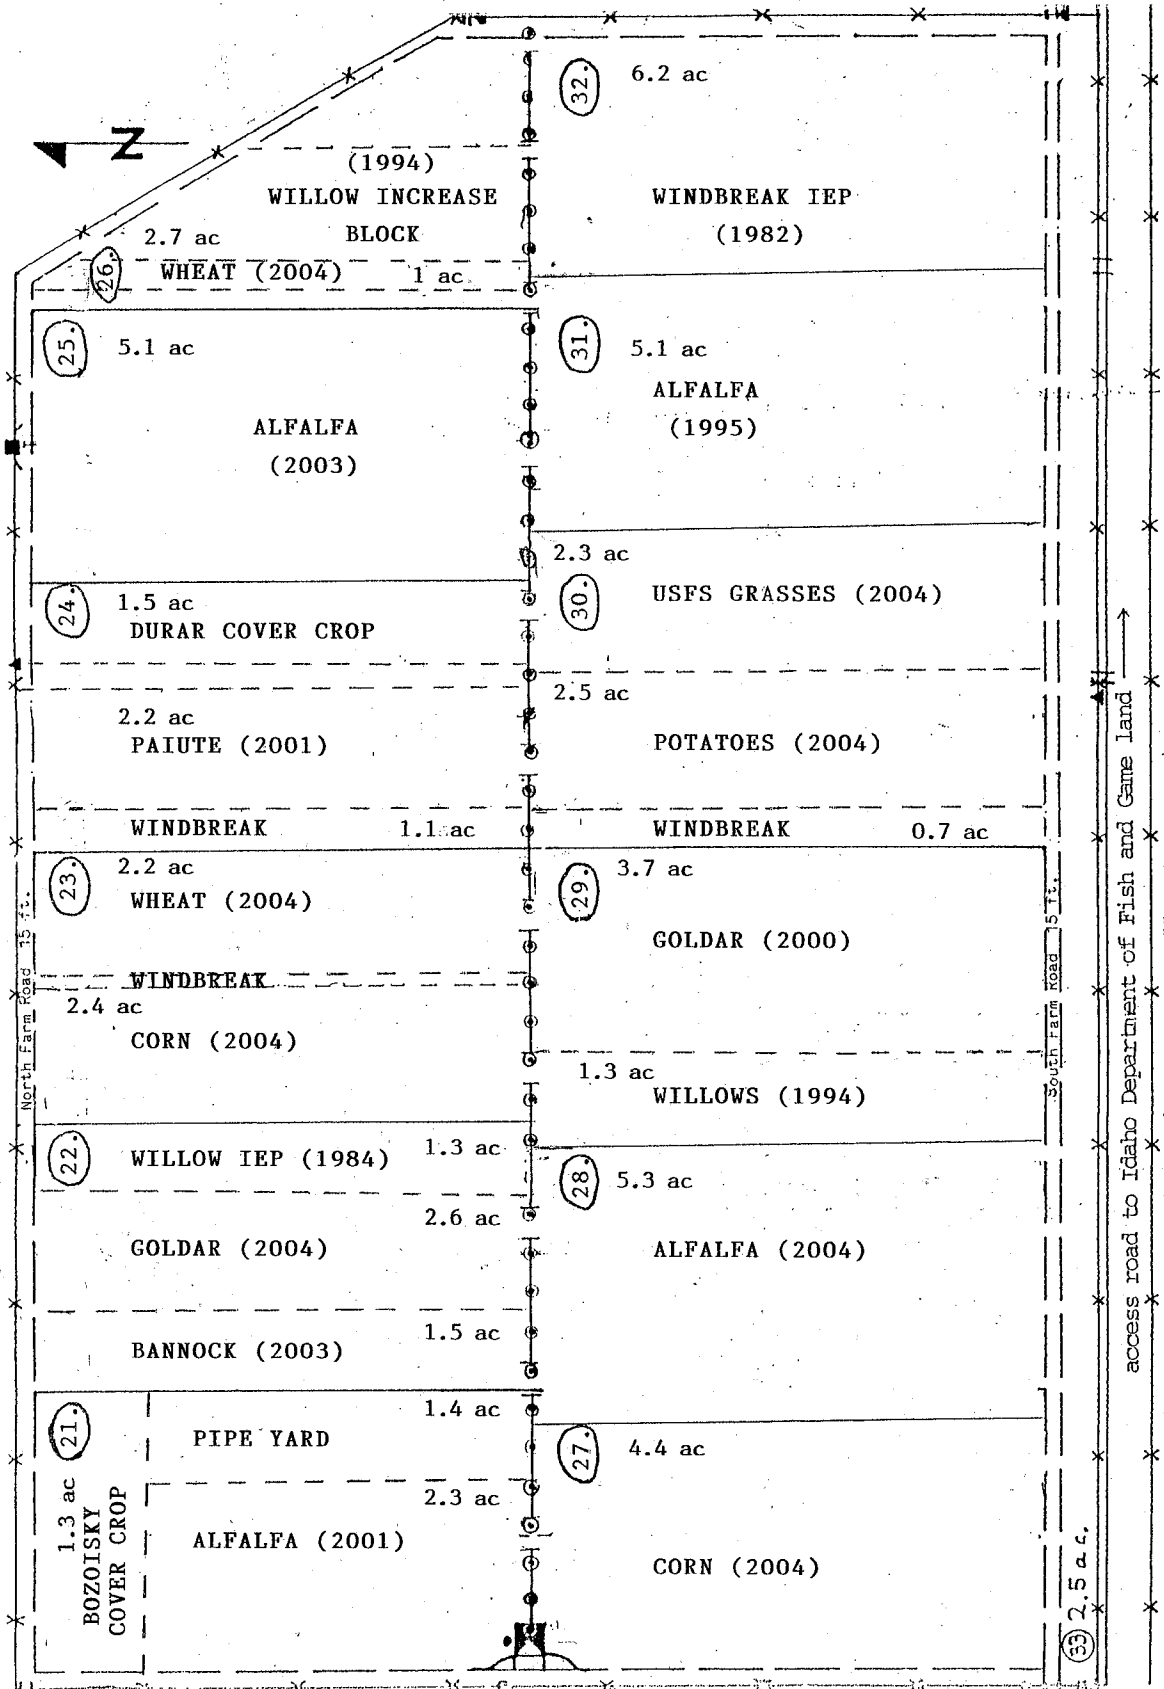 N
32.
6.2 ac
(1994)
WILLOW INCREASE
BLOCK
WINDBREAK IEP
(1982)
2.7 ac
26.
WHEAT (2004)
1 ac
25.
5.1 ac
ALFALFA
(2003)
31.
5.1 ac
ALFALFA
(1995)
24.
1.5 ac
DURAR COVER CROP
2.3 ac
30.
USFS GRASSES (2004)
2.2 ac
PAIUTE (2001)
2.5 ac
POTATOES (2004)
WINDBREAK
1.1 ac
WINDBREAK
0.7 ac
23.
2.2 ac
WHEAT (2004)
29.
3.7 ac
GOLDAR (2000)
WINDBREAK
2.4 ac
CORN (2004)
1.3 ac
WILLOWS (1994)
22.
WILLOW IEP (1984)
1.3 ac
28.
5.3 ac
2.6 ac
GOLDAR (2004)
ALFALFA (2004)
1.5 ac
BANNOCK (2003)
21.
1.4 ac
PIPE YARD
27.
4.4 ac
2.3 ac
ALFALFA (2001)
1.3 ac
BOZOISKY
COVER CROP
CORN (2004)
33 2.5 ac.
North Farm Road 15 ft.
South Farm Road 15 ft.
access road to Idaho Department of Fish and Game land